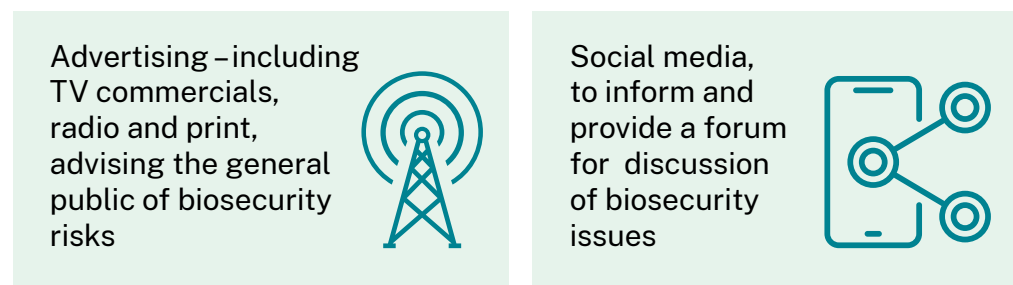 Advertising – including
TV commercials,
radio and print,
advising the general
public of biosecurity
risks
Social media,
to inform and
provide a forum
for discussion
of biosecurity
issues